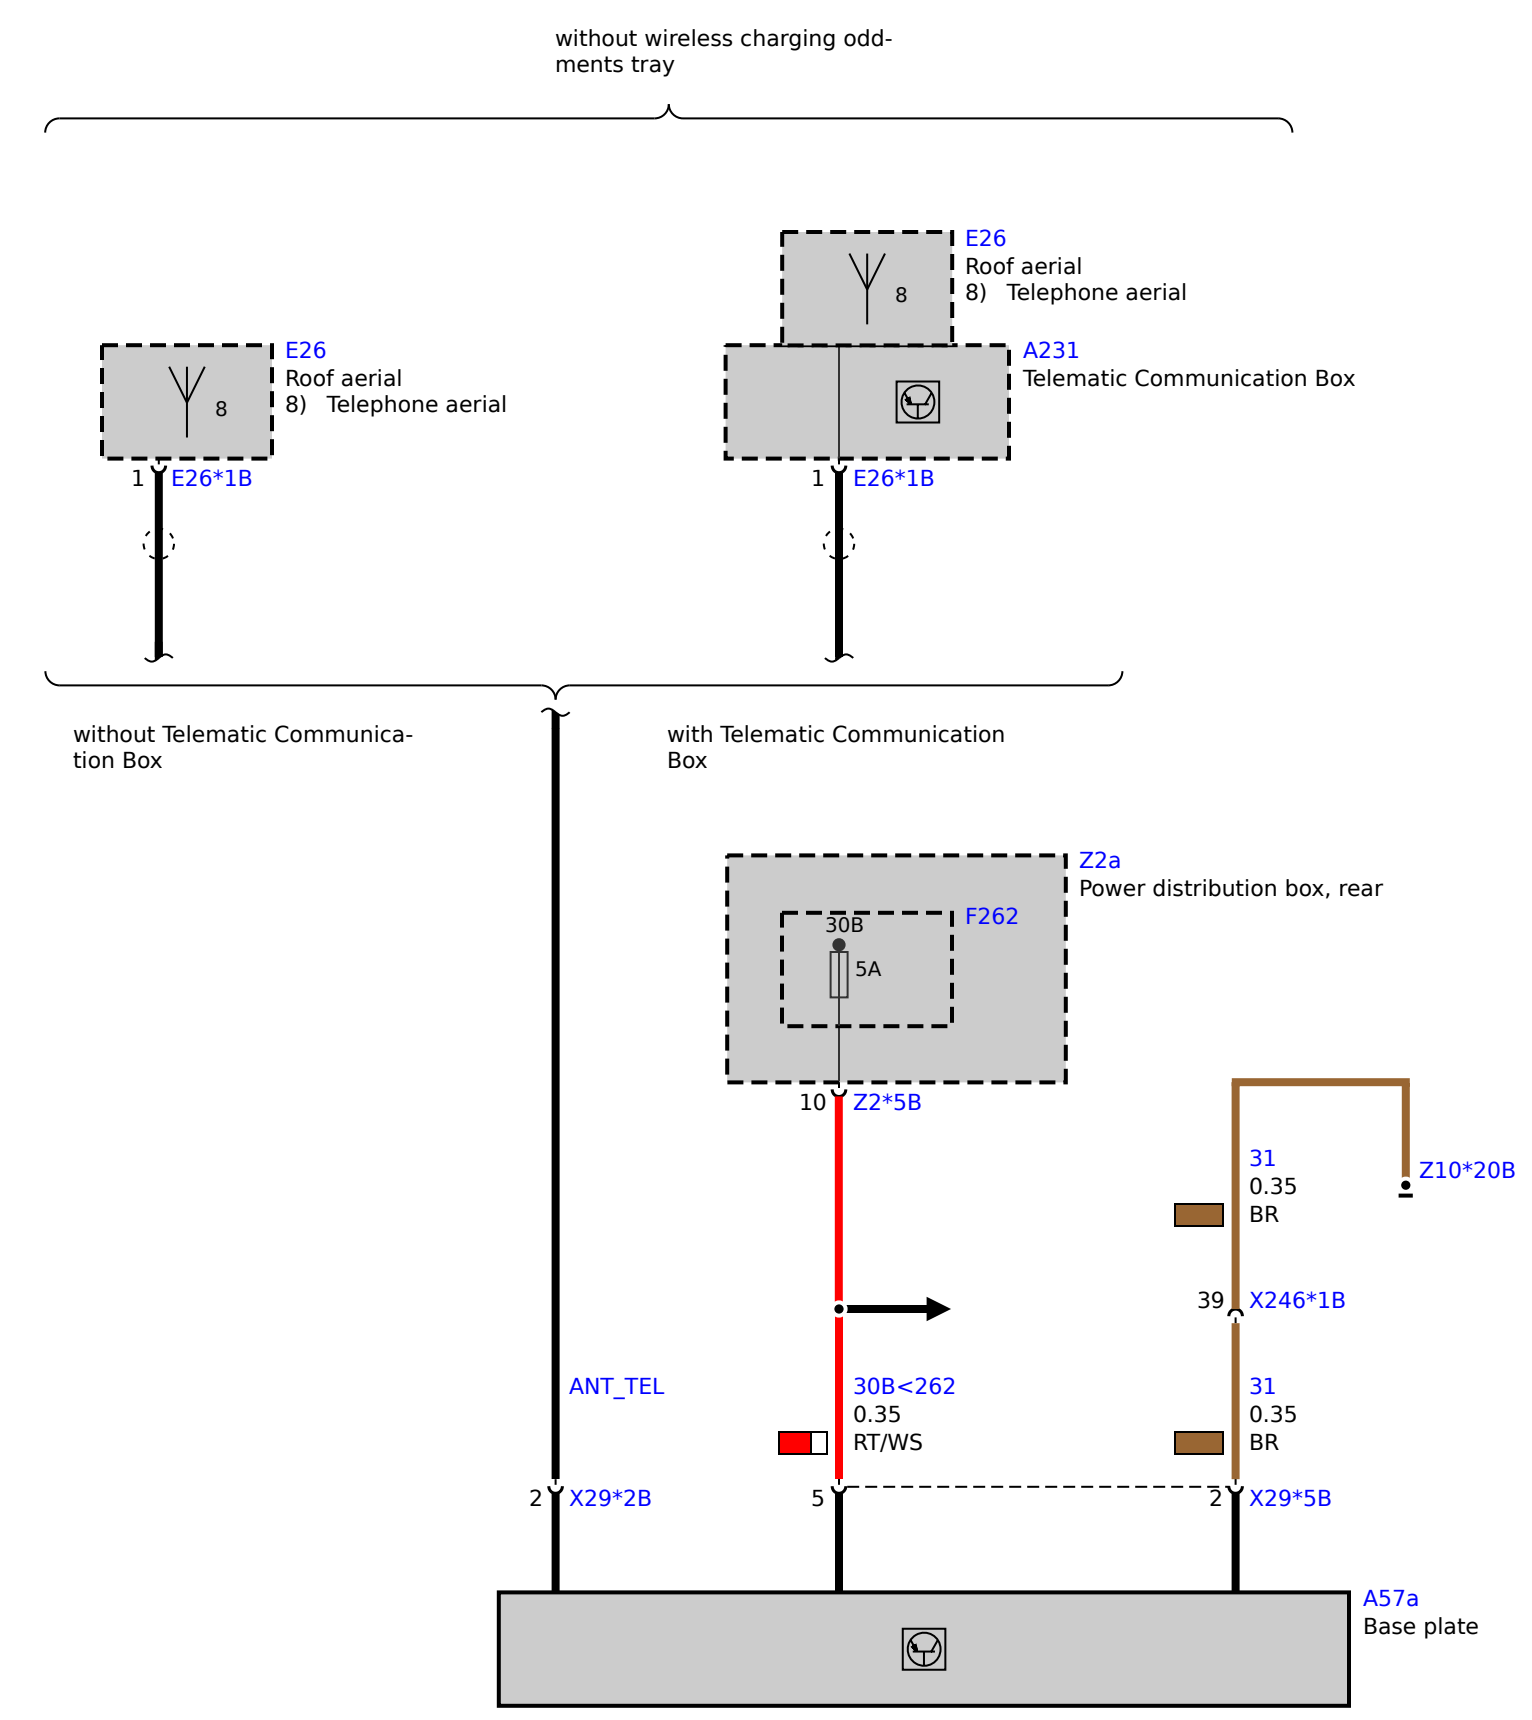 without wireless charging odd-
ments tray
E26
Roof aerial
8) Telephone aerial
8
E26
Roof aerial
8) Telephone aerial
8
A231
Telematic Communication Box
1 E26*1B
1 E26*1B
without Telematic Communica-
tion Box
with Telematic Communication
Box
Z2a
Power distribution box, rear
F262
30B
5A
10 Z2*5B
31
0.35
BR
Z10*20B
39 X246*1B
ANT_TEL
30B<262
0.35
RT/WS
31
0.35
BR
2 X29*2B
5
2 X29*5B
A57a
Base plate